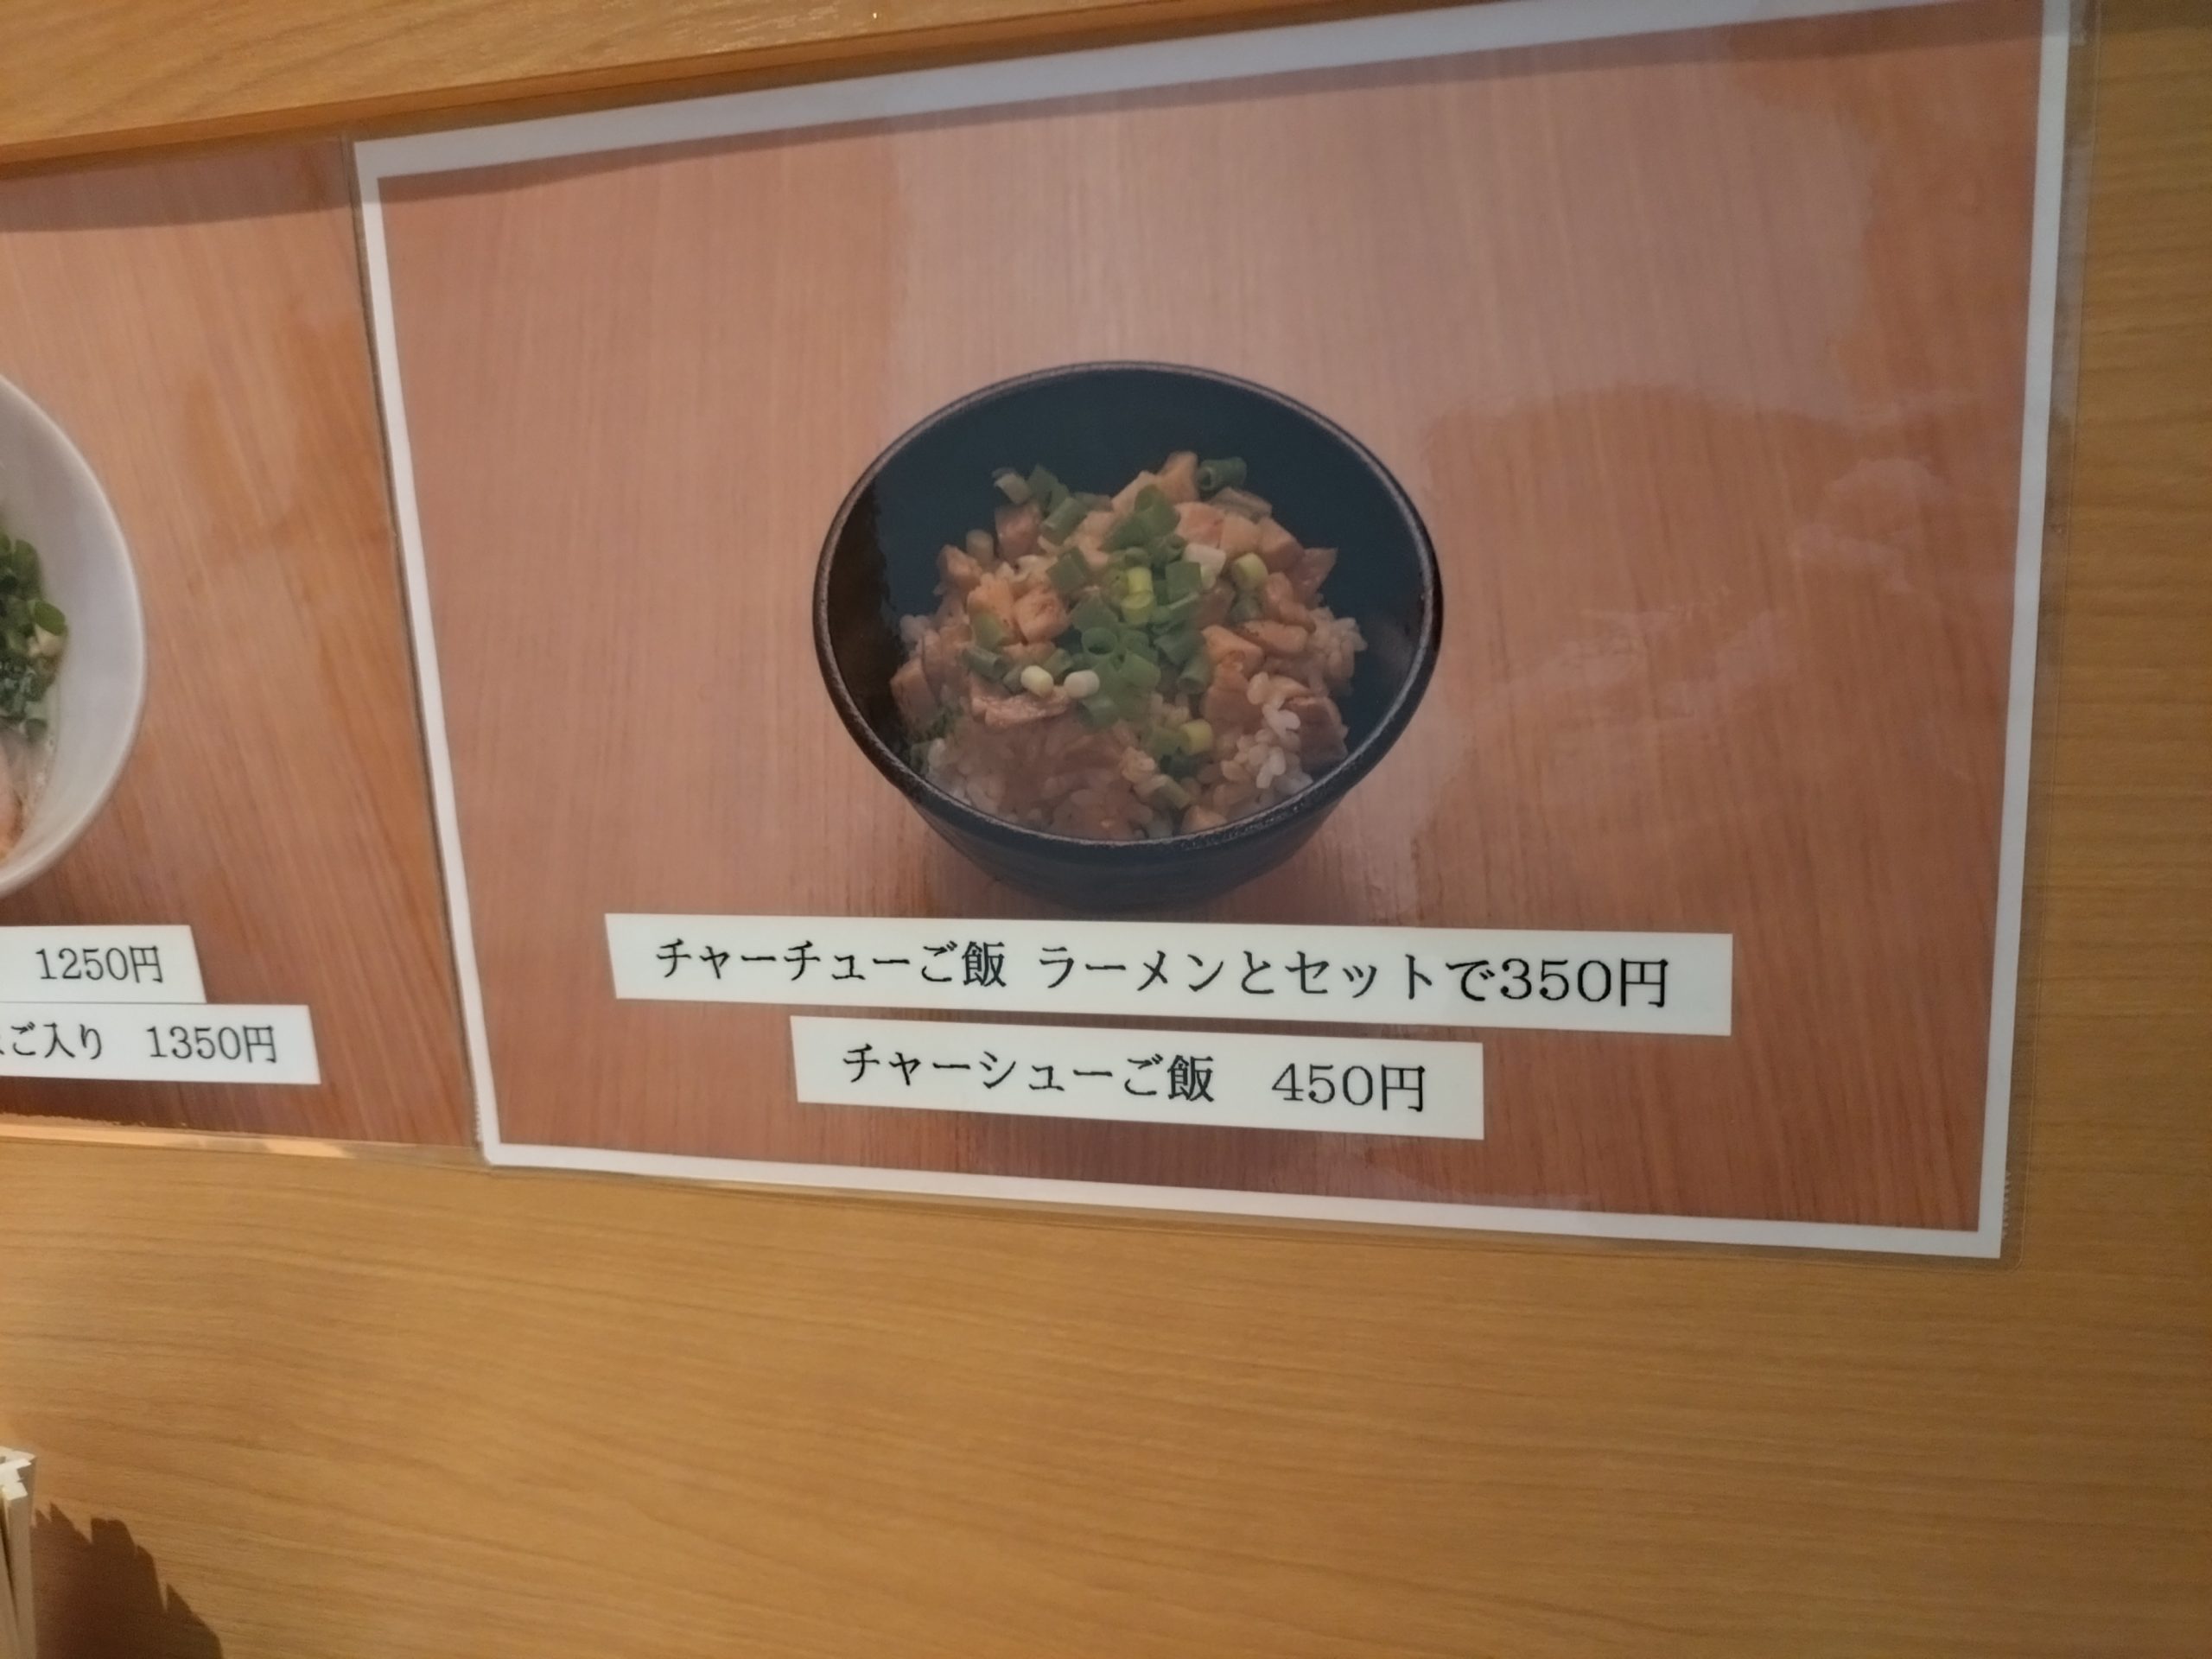 1250円
ご入り 1350円
チャーチューご飯 ラーメンとセットで350円
チャーシューご飯 450円